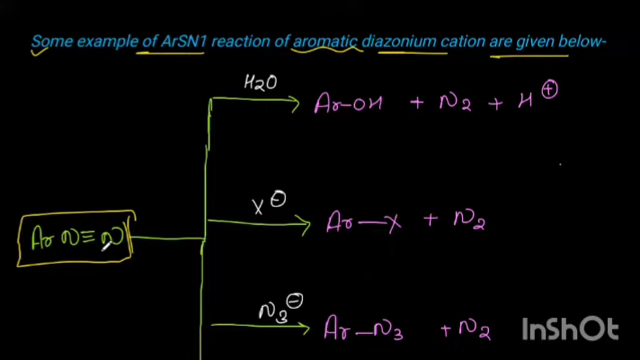 Some example of ArSN1 reaction of aromatic diazonium cation are given below-
H2O
Ar-OH + N2 + H⊕
X⊖
Ar—X + N2
Ar N≡N
N3⊖
Ar-N3 + N2
InShOt